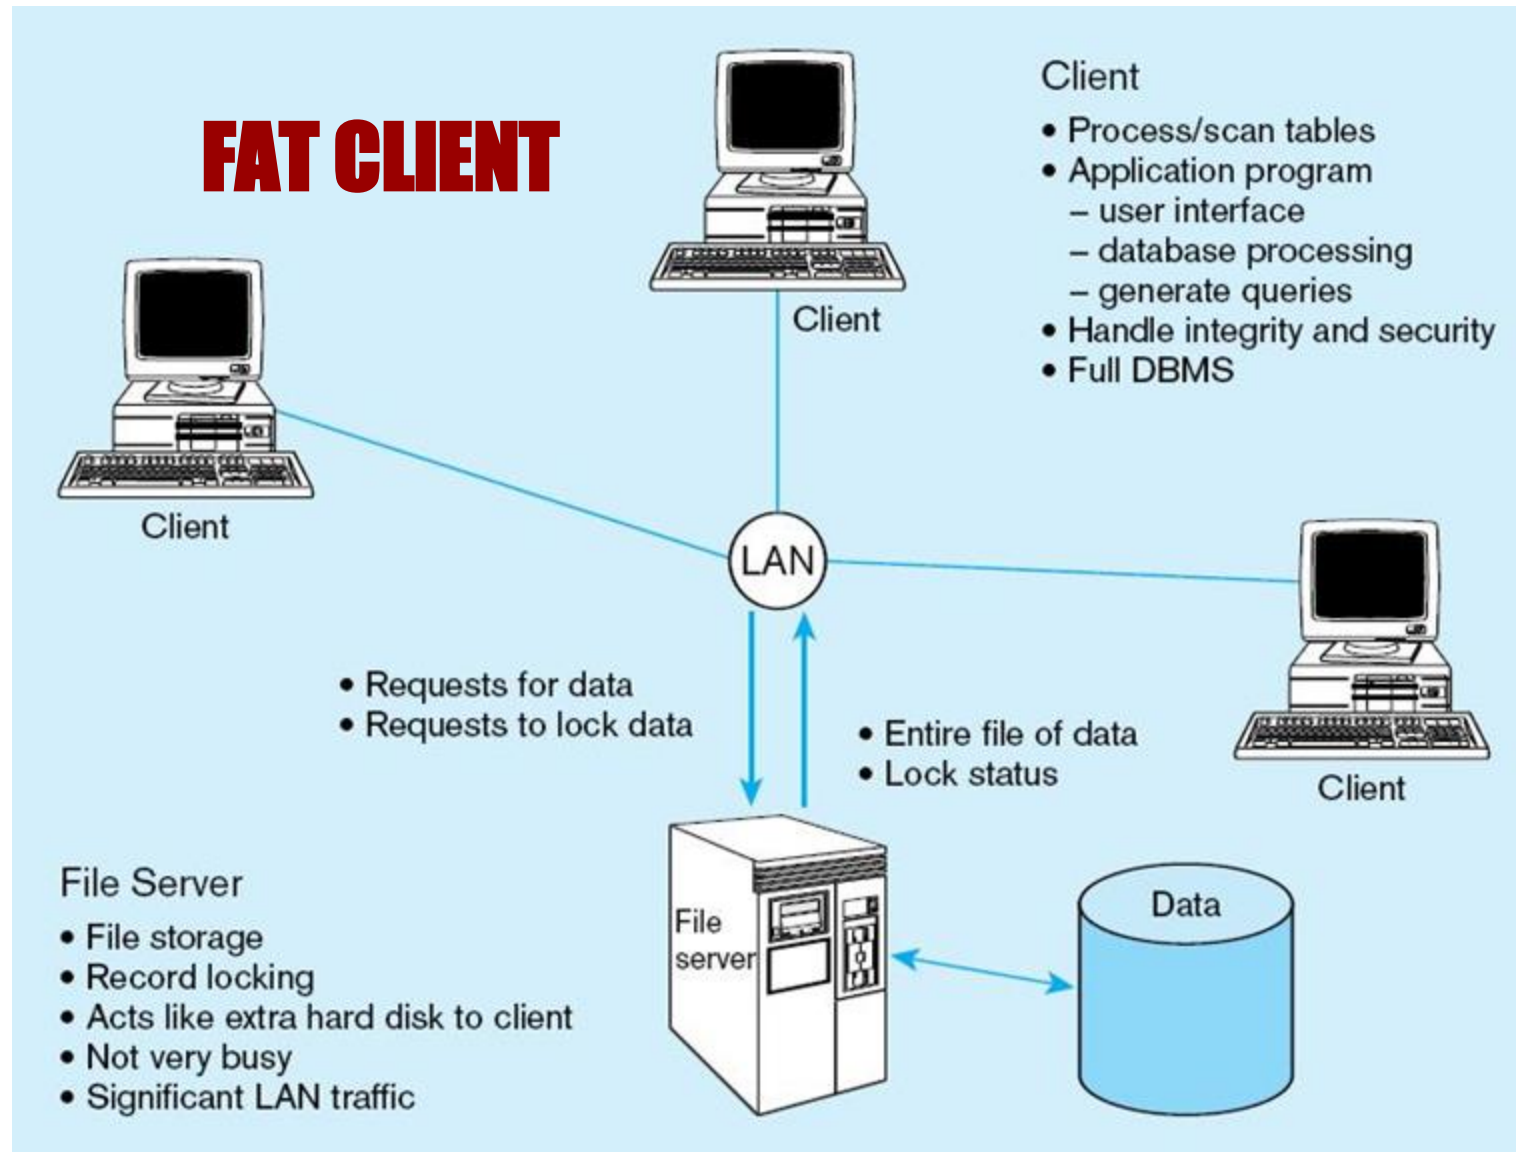 FAT CLIENT
Client
• Process/scan tables
• Application program
– user interface
– database processing
– generate queries
• Handle integrity and security
• Full DBMS
Client
Client
LAN
• Requests for data
• Requests to lock data
• Entire file of data
• Lock status
Client
File Server
• File storage
• Record locking
• Acts like extra hard disk to client
• Not very busy
• Significant LAN traffic
File
server
Data